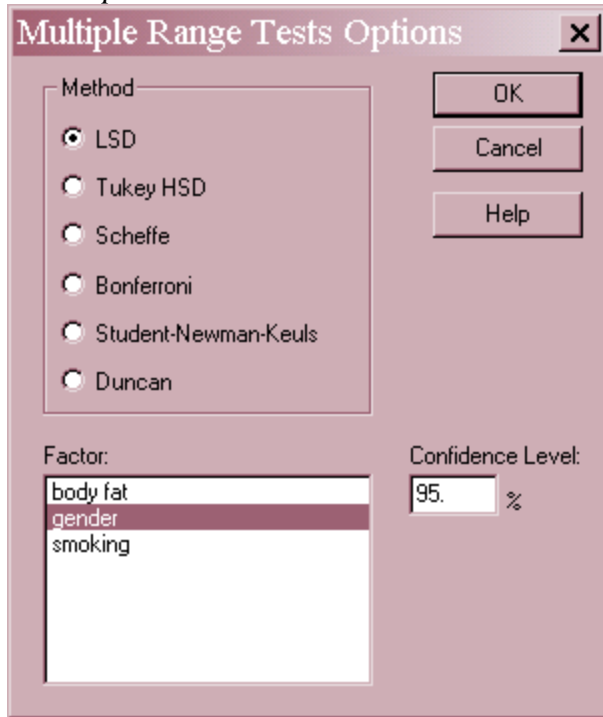 Multiple Range Tests Options
Method
LSD
Tukey HSD
Scheffe
Bonferroni
Student-Newman-Keuls
Duncan
OK
Cancel
Help
Factor:
body fat
gender
smoking
Confidence Level:
95. %